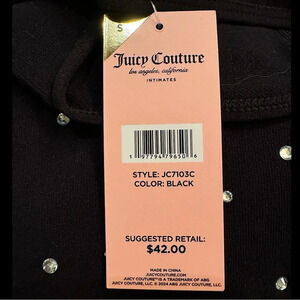 S
Juicy Couture
los angeles, california
INTIMATES
1 97794 79650 6
STYLE: JC7103C
COLOR: BLACK
SUGGESTED RETAIL:
$42.00
MADE IN CHINA
JUICYCOUTURE.COM
JUICY COUTURE™ IS A TRADEMARK OF ABG
JUICY COUTURE, LLC. © 2024 ABG JUICY COUTURE, LLC.